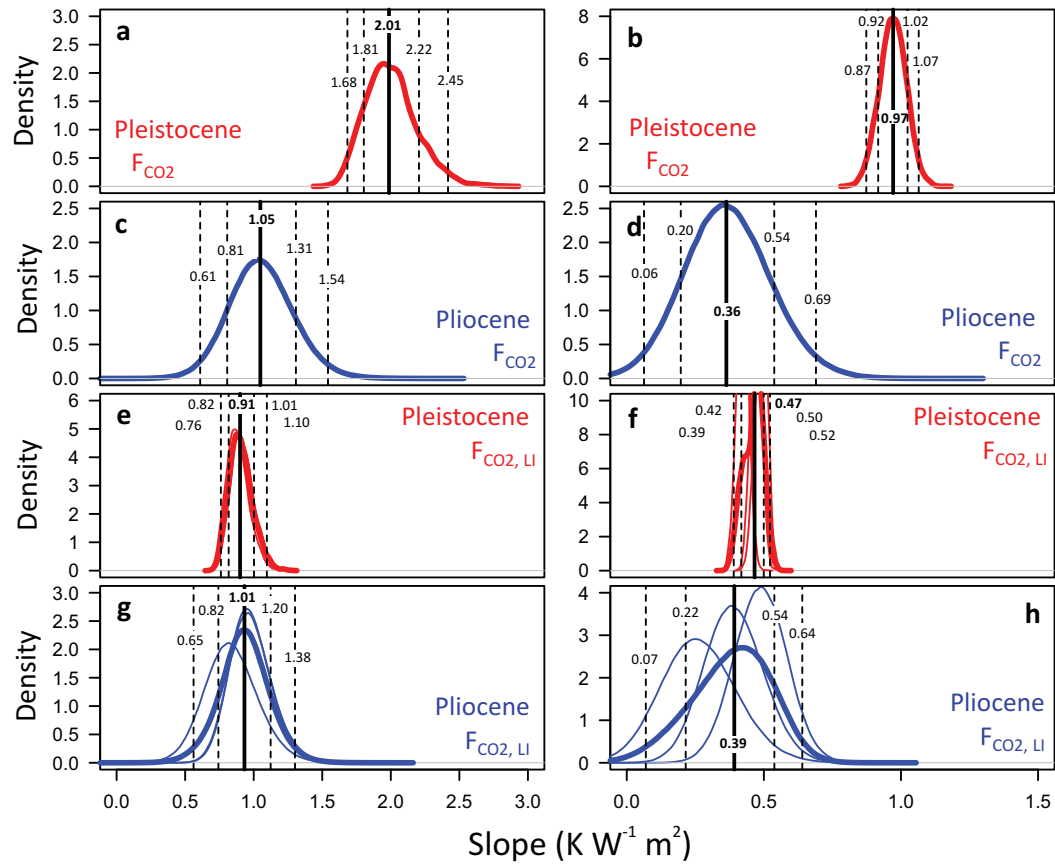 a
Density
3.0
2.5
2.0
1.5
1.0
0.5
0.0
2.01
1.81
2.22
1.68
2.45
Pleistocene
F_CO2
b
8
6
4
2
0
0.92
1.02
0.87
1.07
0.97
Pleistocene
F_CO2
c
Density
2.5
2.0
1.5
1.0
0.5
0.0
1.05
0.81
1.31
0.61
1.54
Pliocene
F_CO2
d
2.5
2.0
1.5
1.0
0.5
0.0
0.20
0.54
0.06
0.69
0.36
Pliocene
F_CO2
e
Density
6
5
4
3
2
1
0
0.82
0.91
1.01
0.76
1.10
Pleistocene
F_CO2, LI
f
10
8
6
4
2
0
0.42
0.47
0.50
0.39
0.52
Pleistocene
F_CO2, LI
g
Density
3.0
2.5
2.0
1.5
1.0
0.5
0.0
1.01
0.82
1.20
0.65
1.38
Pliocene
F_CO2, LI
0.0 0.5 1.0 1.5 2.0 2.5 3.0
h
4
3
2
1
0
0.22
0.54
0.07
0.64
0.39
Pliocene
F_CO2, LI
0.0 0.5 1.0 1.5
Slope (K W⁻¹ m²)